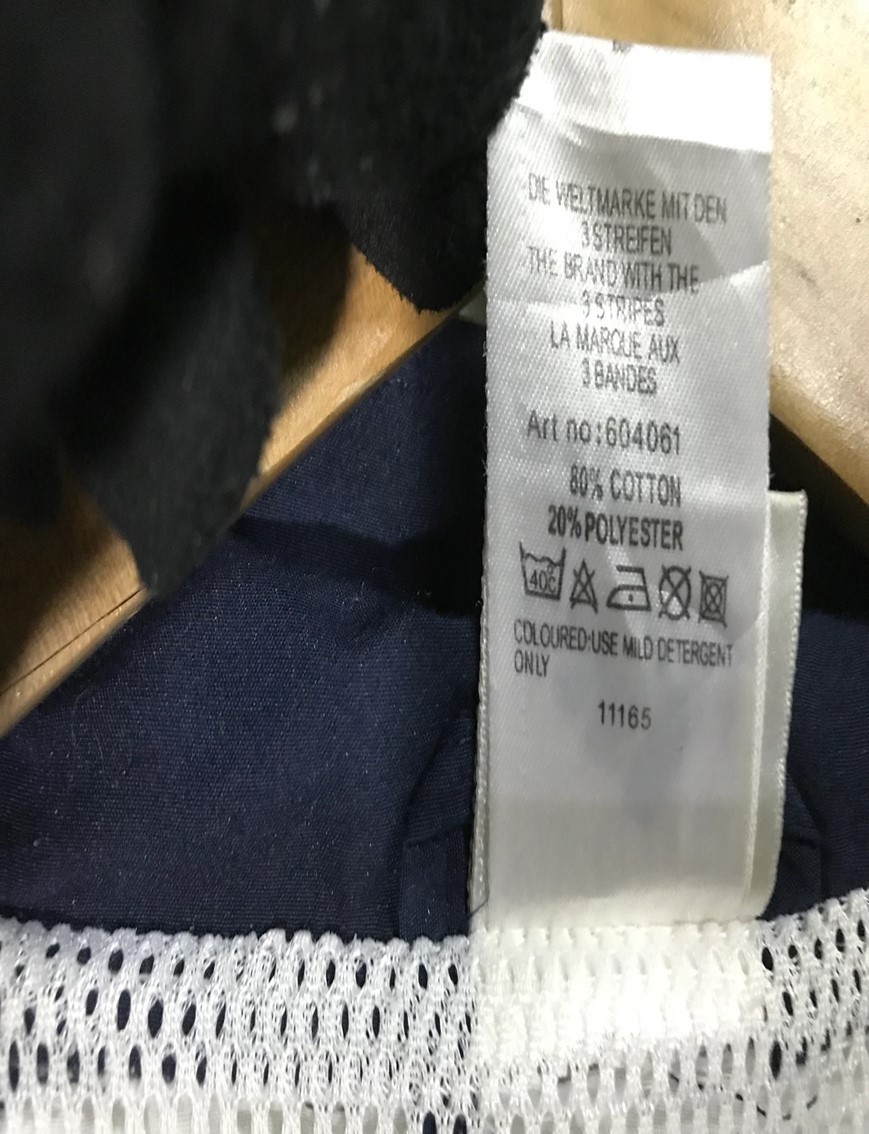 DIE WELTMARKE MIT DEN
3 STREIFEN
THE BRAND WITH THE
3 STRIPES
LA MARQUE AUX
3 BANDES
Art no:604061
80% COTTON
20% POLYESTER
40C
COLOURED-USE MILD DETERGENT
ONLY
11165